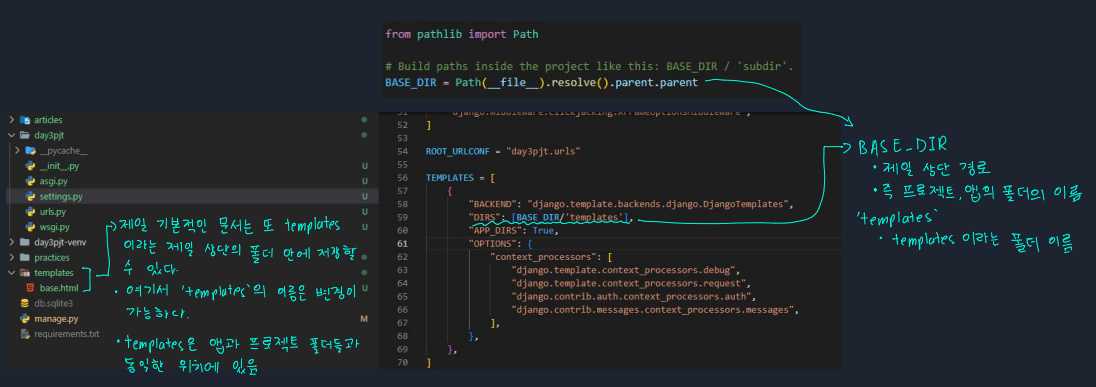 from pathlib import Path
# Build paths inside the project like this: BASE_DIR / 'subdir'.
BASE_DIR = Path(__file__).resolve().parent.parent
articles
day3pjt
__pycache__
__init__.py
asgi.py U
settings.py U
urls.py U
wsgi.py U
day3pjt-venv
practices
templates
base.html U
db.sqlite3
manage.py M
requirements.txt
제일 기본적인 문서는 또 templates
이라는 제일 상단의 폴더 안에 저장할
수 있다.
• 여기서 'templates'의 이름은 변경이
가능하다.
• templates은 앱과 프로젝트 폴더들과
동일한 위치에 있음
51 "django.middleware.clickjacking.XFrameOptionsMiddleware",
52 ]
53
54 ROOT_URLCONF = "day3pjt.urls"
55
56 TEMPLATES = [
57 {
58 "BACKEND": "django.template.backends.django.DjangoTemplates",
59 "DIRS": [BASE_DIR/'templates'],
60 "APP_DIRS": True,
61 "OPTIONS": {
62 "context_processors": [
63 "django.template.context_processors.debug",
64 "django.template.context_processors.request",
65 "django.contrib.auth.context_processors.auth",
66 "django.contrib.messages.context_processors.messages",
67 ],
68 },
69 },
70 ]
BASE_DIR
• 제일 상단 경로
• 즉 프로젝트, 앱의 폴더의 이름
'templates'
• templates 이라는 폴더 이름